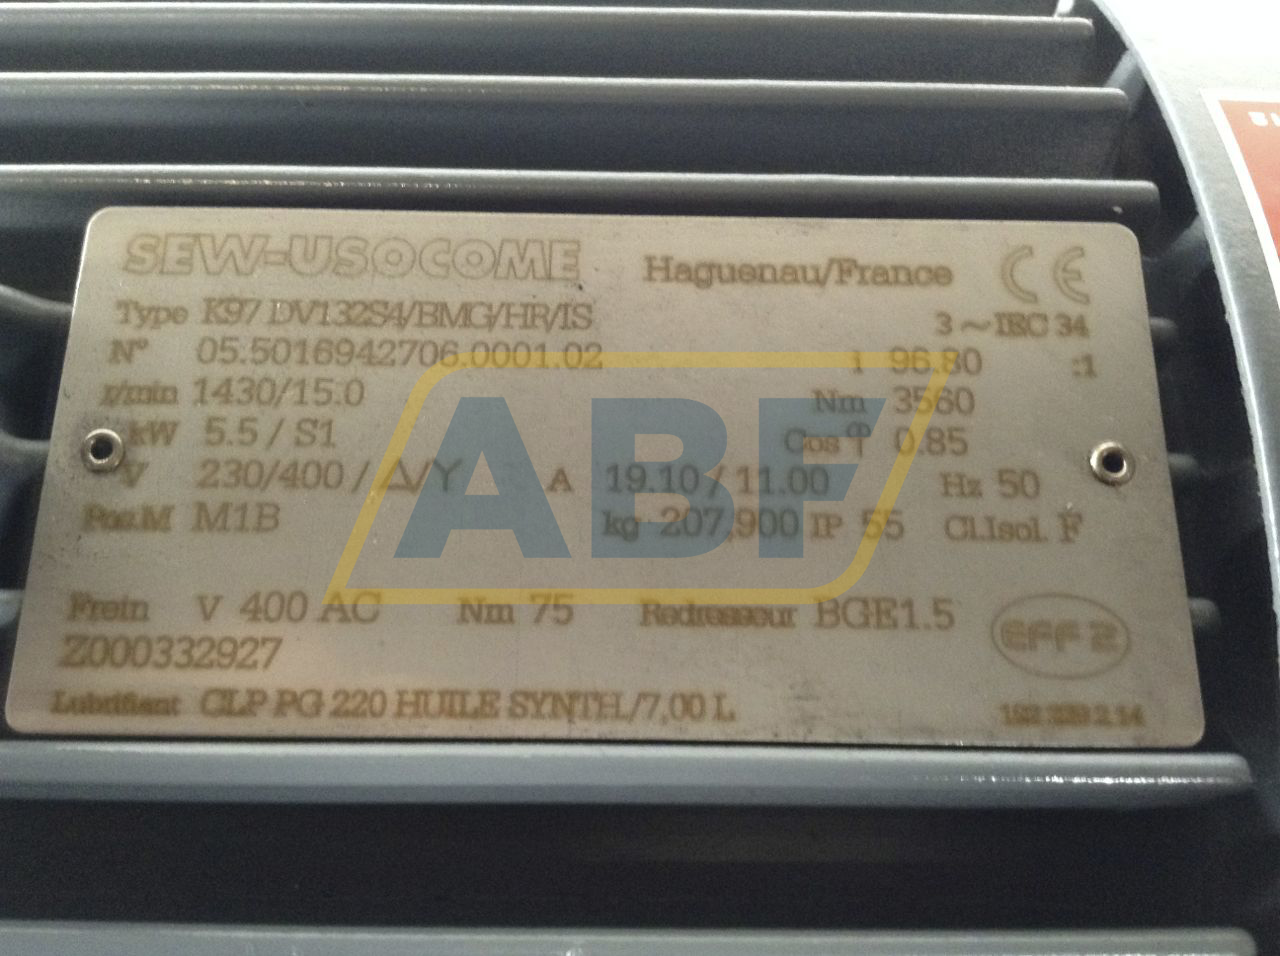 SEW-USOCOME Haguenau/France CE
Type K97 DV132S4/BMG/HR/IS 3~IEC 34
N° 05.5016942706.0001.02 i 96.80 :1
r/min 1430/15.0 Nm 3560
kW 5.5 / S1 Cos φ 0.85
V 230/400 / Δ/Y A 19.10 / 11.00 Hz 50
Pos.M M1B kg 207,900 IP 55 Cl.Isol. F
ABF
Frein V 400 AC Nm 75 Redresseur BGE1.5
EFF 2
Z000332927
Lubrifiant CLP PG 220 HUILE SYNTH./7,00 L